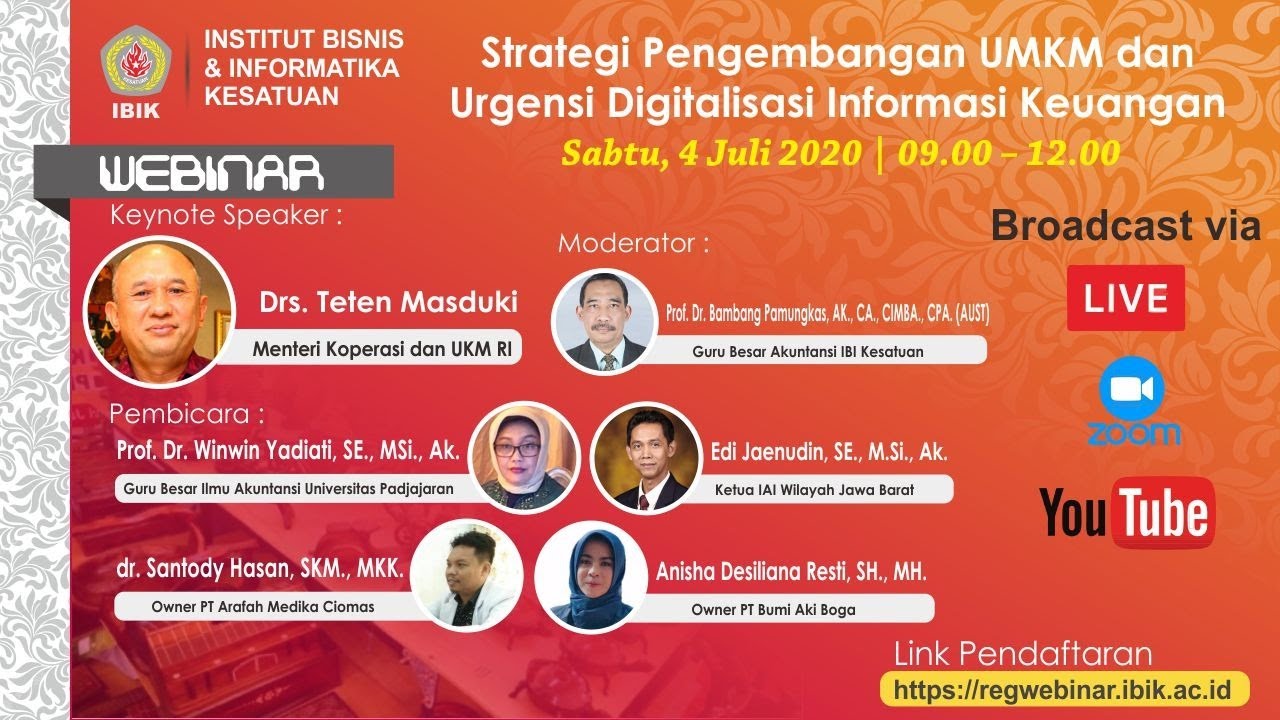 INSTITUT BISNIS
& INFORMATIKA
KESATUAN
IBIK
Strategi Pengembangan UMKM dan
Urgensi Digitalisasi Informasi Keuangan
Sabtu, 4 Juli 2020 | 09.00 – 12.00
WEBINAR
Keynote Speaker :
Drs. Teten Masduki
Menteri Koperasi dan UKM RI
Moderator :
Prof. Dr. Bambang Pamungkas, AK., CA., CIMBA., CPA. (AUST)
Guru Besar Akuntansi IBI Kesatuan
Pembicara :
Prof. Dr. Winwin Yadiati, SE., MSi., Ak.
Guru Besar Ilmu Akuntansi Universitas Padjajaran
Edi Jaenudin, SE., M.Si., Ak.
Ketua IAI Wilayah Jawa Barat
dr. Santody Hasan, SKM., MKK.
Owner PT Arafah Medika Ciomas
Anisha Desiliana Resti, SH., MH.
Owner PT Bumi Aki Boga
Broadcast via
LIVE
zoom
YouTube
Link Pendaftaran
https://regwebinar.ibik.ac.id